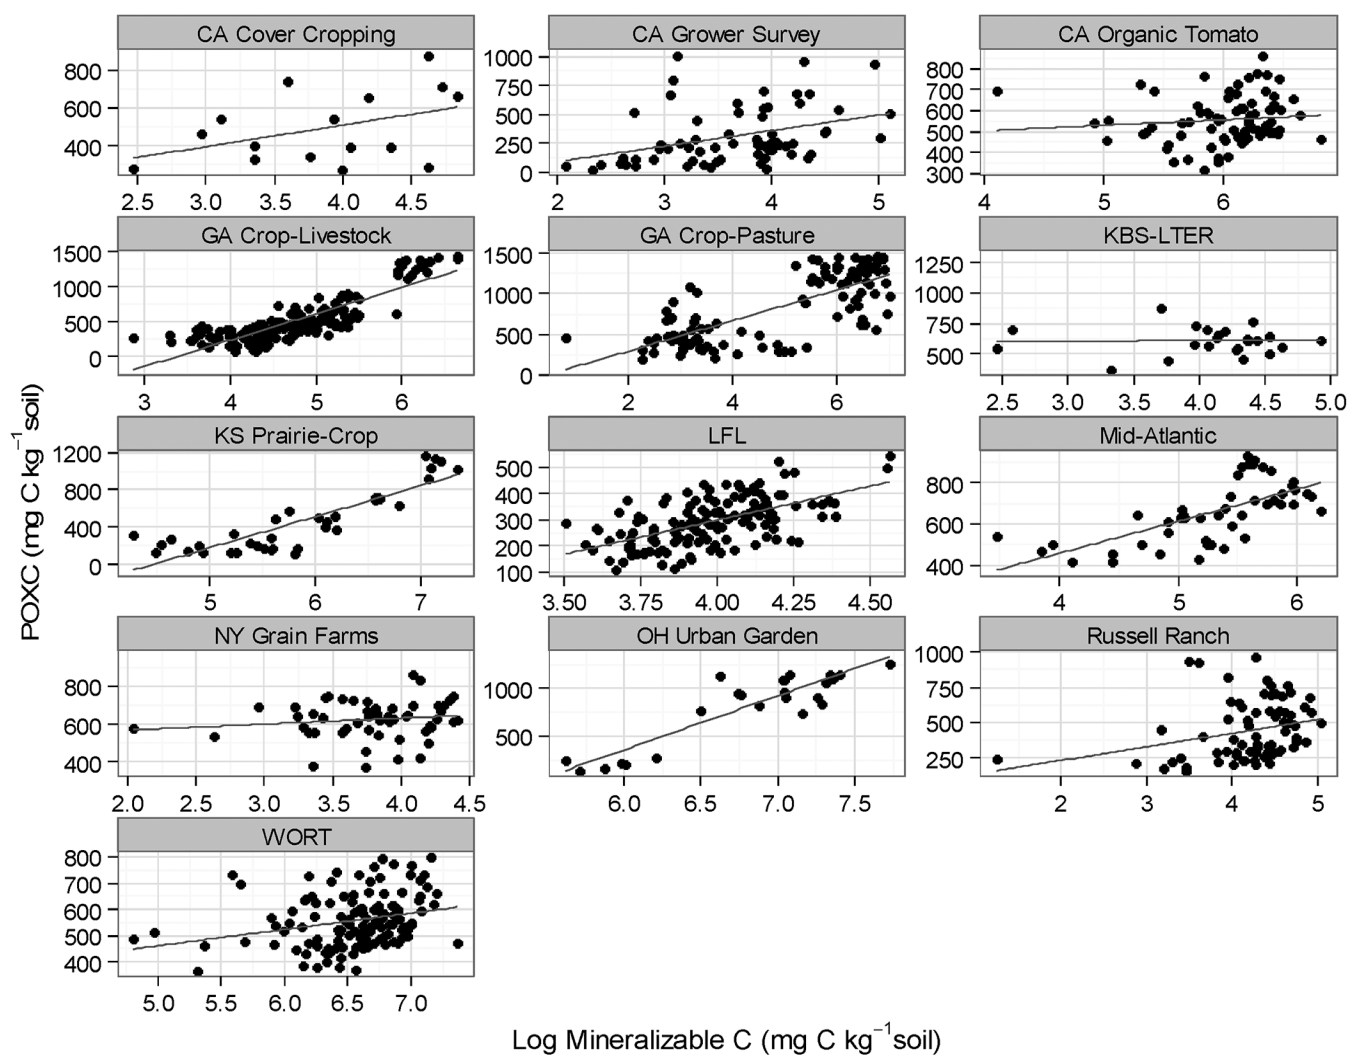 CA Cover Cropping
CA Grower Survey
CA Organic Tomato
800
600
400
2.5 3.0 3.5 4.0 4.5
1000
750
500
250
0
2 3 4 5
800
700
600
500
400
300
4 5 6
GA Crop-Livestock
GA Crop-Pasture
KBS-LTER
1500
1000
500
0
3 4 5 6
1500
1000
500
0
2 4 6
1250
1000
750
500
2.5 3.0 3.5 4.0 4.5 5.0
KS Prairie-Crop
LFL
Mid-Atlantic
1200
800
400
0
5 6 7
500
400
300
200
100
3.50 3.75 4.00 4.25 4.50
800
600
400
4 5 6
NY Grain Farms
OH Urban Garden
Russell Ranch
800
600
400
2.0 2.5 3.0 3.5 4.0 4.5
1000
500
6.0 6.5 7.0 7.5
1000
750
500
250
2 3 4 5
WORT
800
700
600
500
400
5.0 5.5 6.0 6.5 7.0
POXC (mg C kg⁻¹soil)
Log Mineralizable C (mg C kg⁻¹soil)